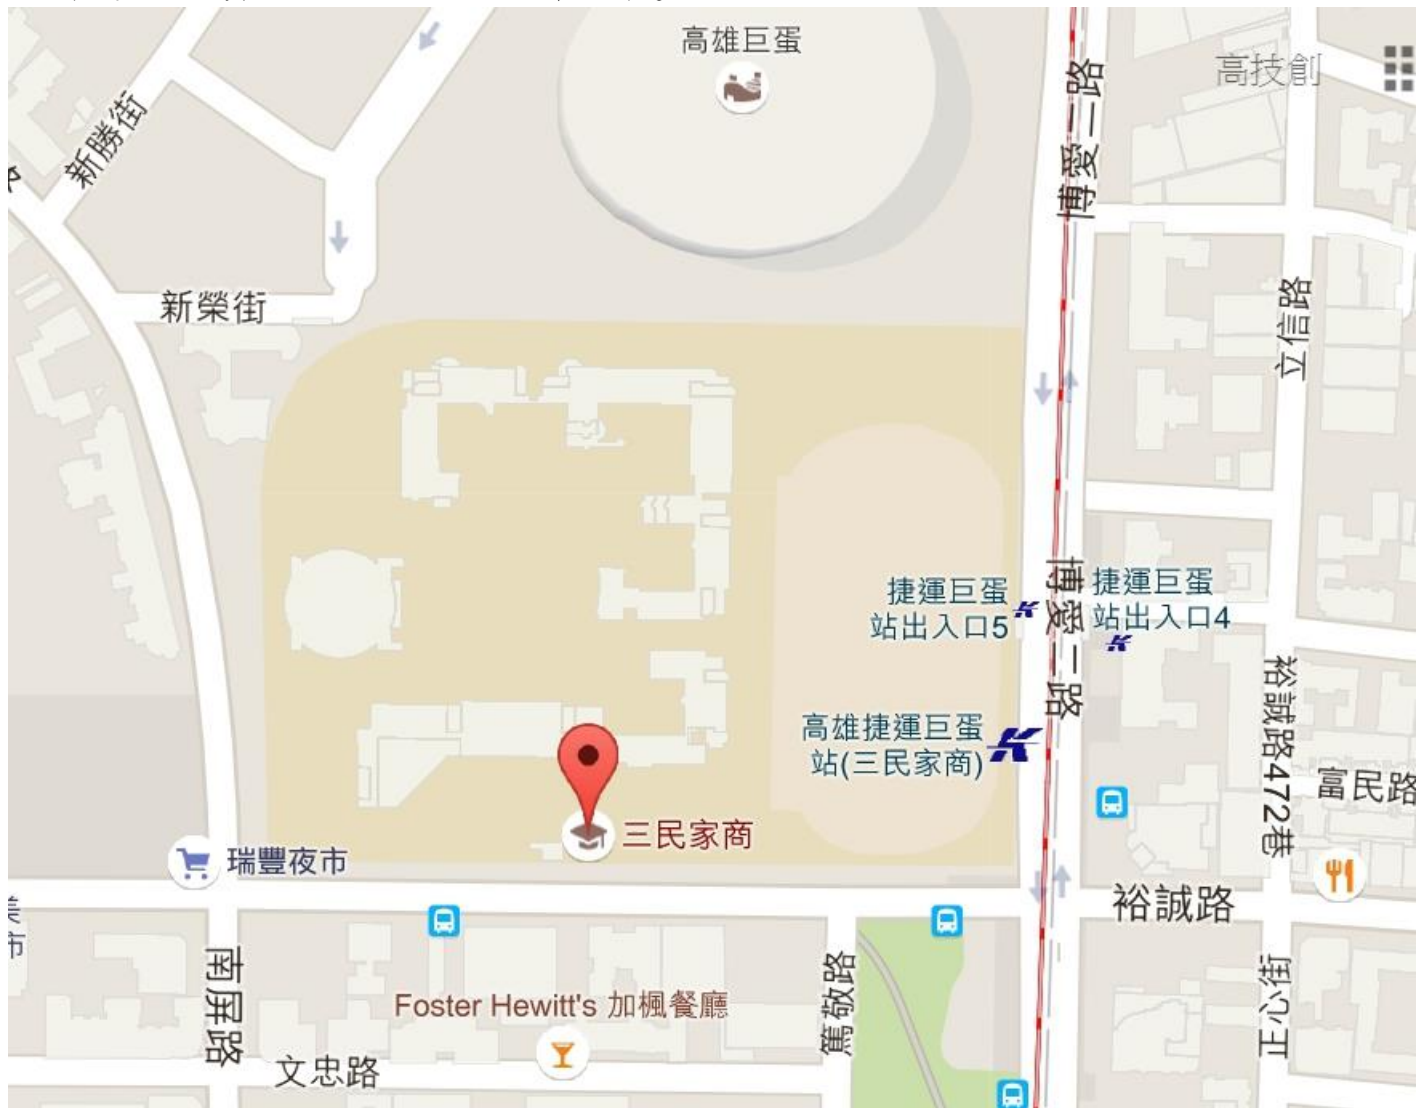 高雄巨蛋
高技創
博愛二路
新勝街
新榮街
立信路
捷運巨蛋
站出入口5
博愛二路
捷運巨蛋
站出入口4
高雄捷運巨蛋
站(三民家商)
裕誠路472巷
富民路
三民家商
瑞豐夜市
裕誠路
南屏路
Foster Hewitt's 加楓餐廳
篤敬路
正心街
文忠路